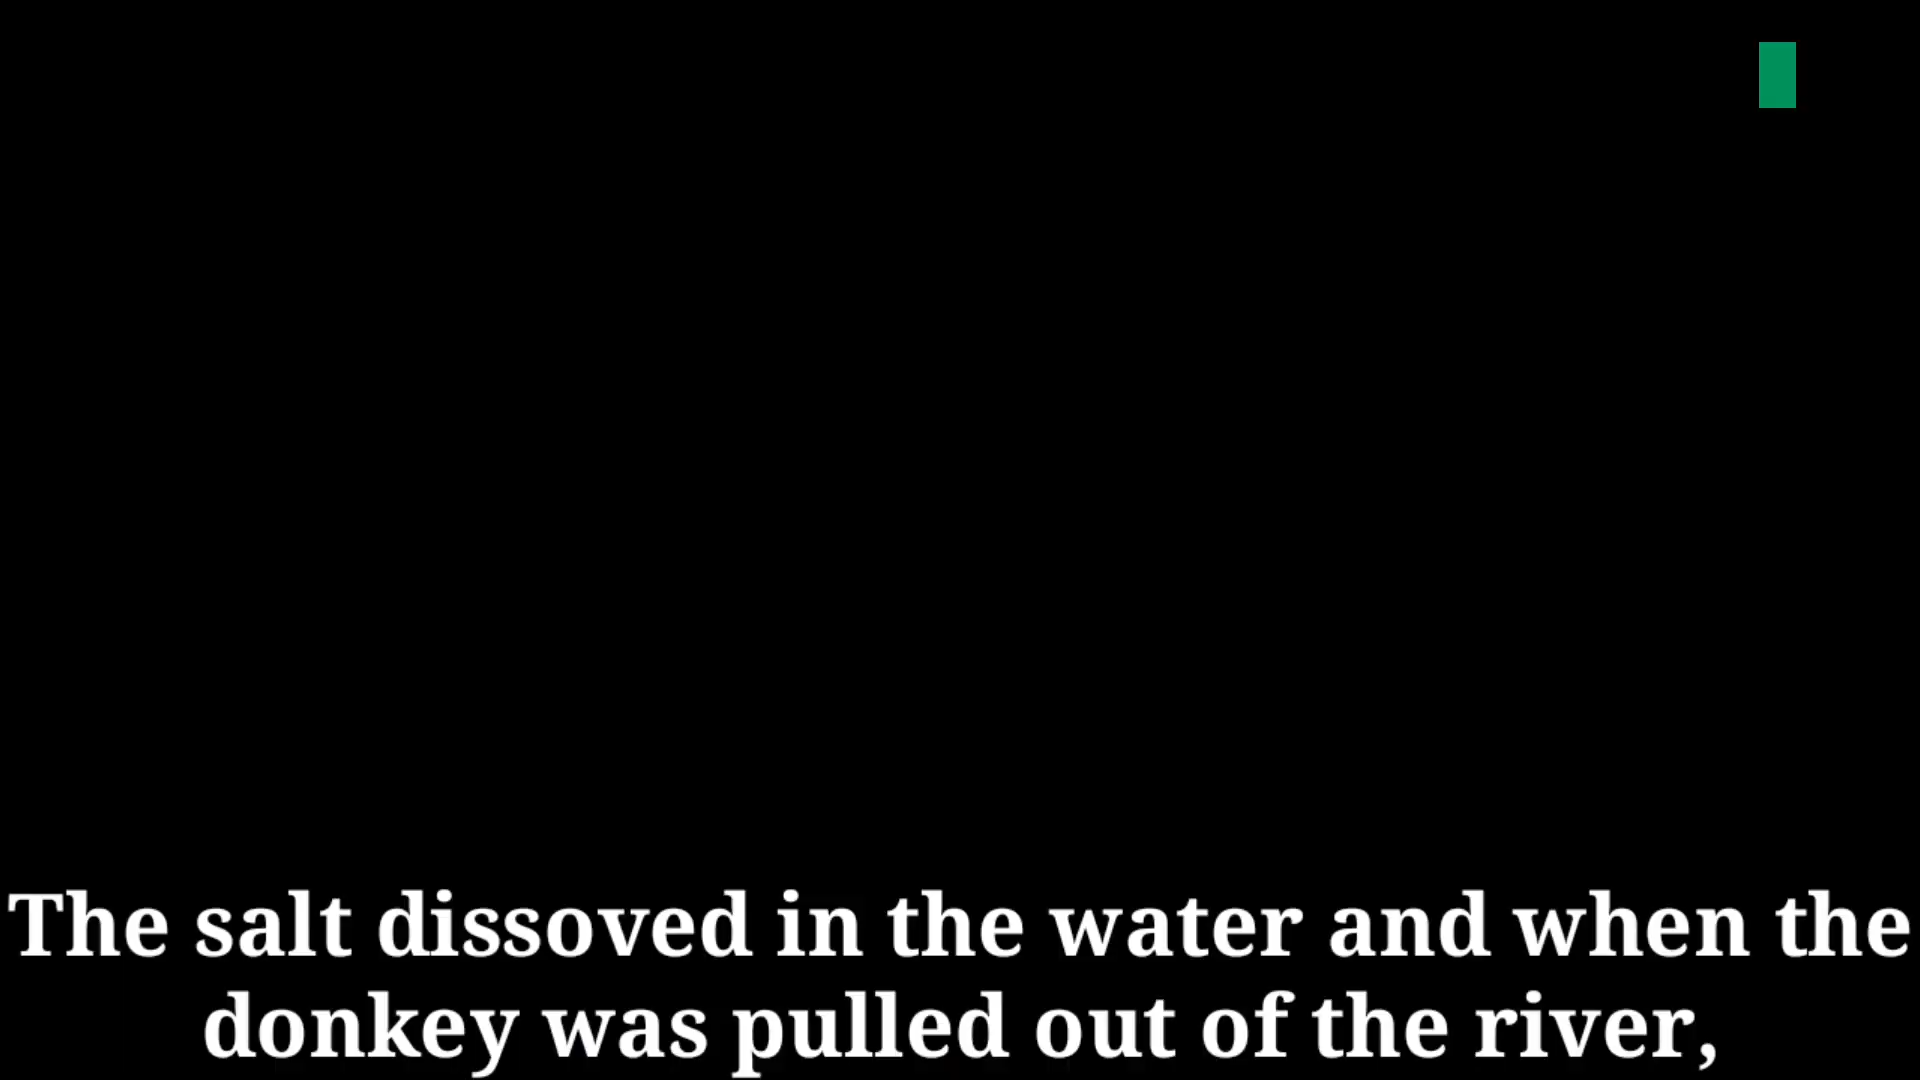 The salt dissoved in the water and when the
donkey was pulled out of the river,